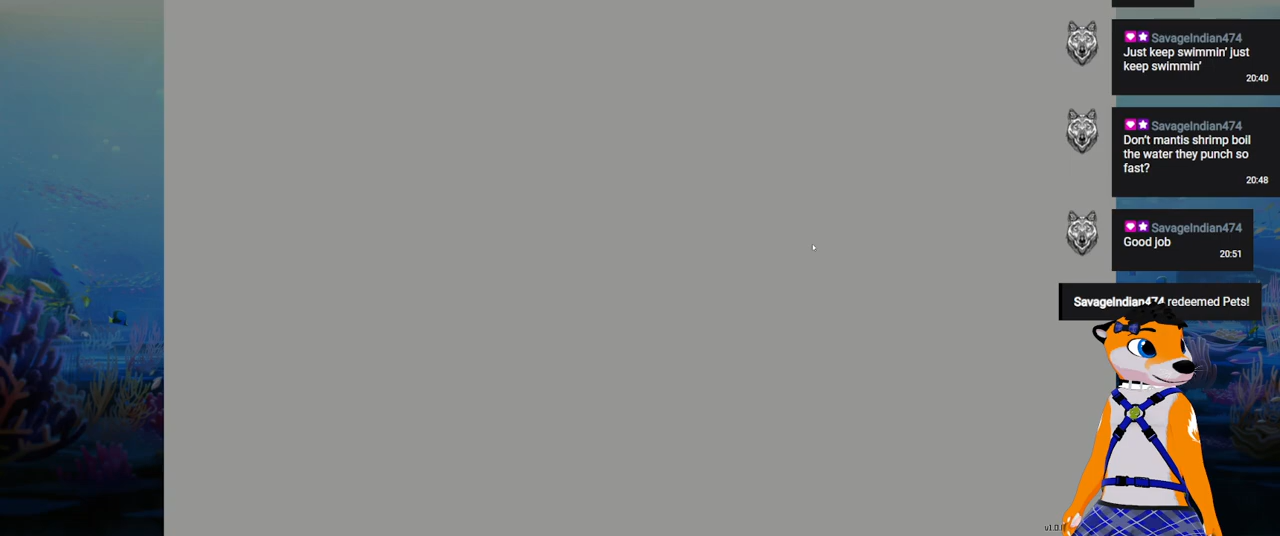 SavageIndian474
Just keep swimmin' just
keep swimmin'
20:40
SavageIndian474
Don't mantis shrimp boil
the water they punch so
fast?
20:48
SavageIndian474
Good job
20:51
SavageIndian474 redeemed Pets!